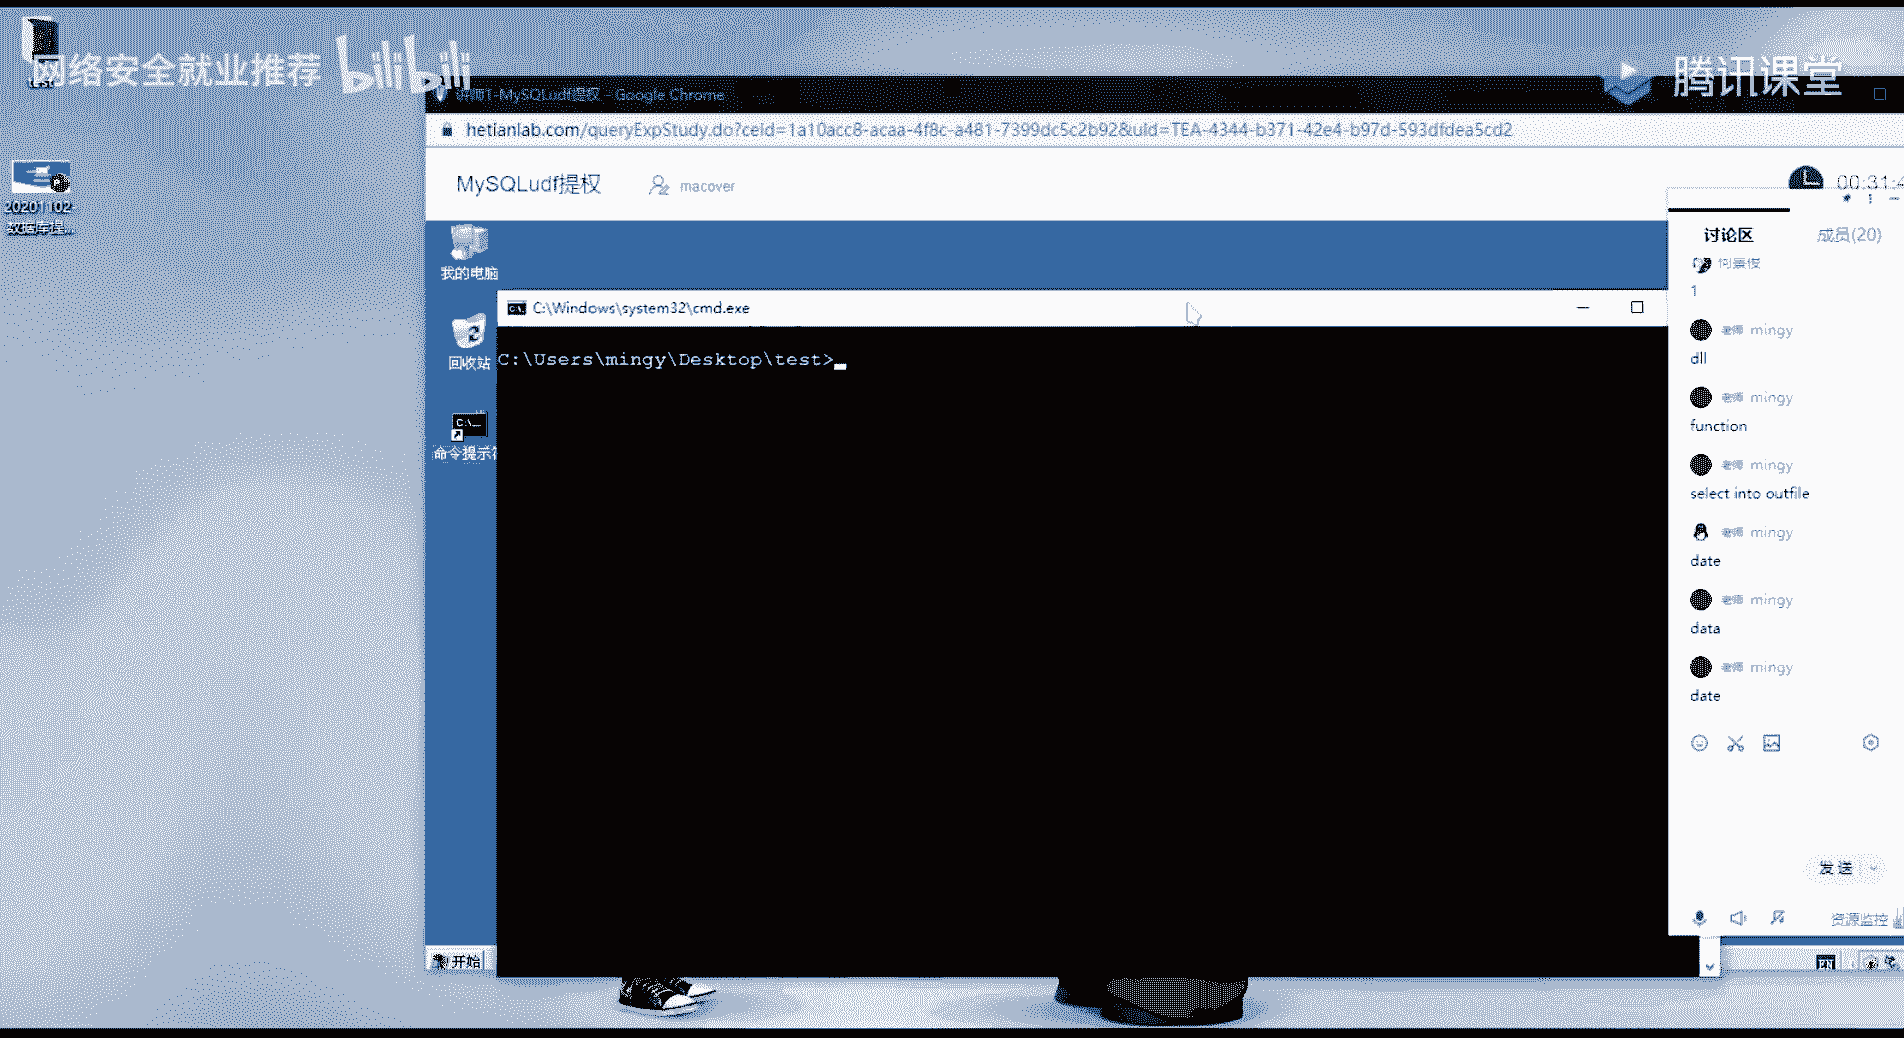 网络安全就业推荐
bilibili
腾讯课堂
test
20201102-
数据库提...
讲师1-MySQLudf提权 - Google Chrome
hetianlab.com/queryExpStudy.do?ceid=1a10acc8-acaa-4f8c-a481-7399dc5c2b92&uid=TEA-4344-b371-42e4-b97d-593dfdea5cd2
MySQLudf提权
macover
00:31:4
我的电脑
回收站
命令提示符
C:\Windows\system32\cmd.exe
C:\Users\mingy\Desktop\test>
讨论区
成员(20)
1
老师 mingy
dll
老师 mingy
function
老师 mingy
select into outfile
老师 mingy
date
老师 mingy
data
老师 mingy
date
发送
资源监控
开始
EN